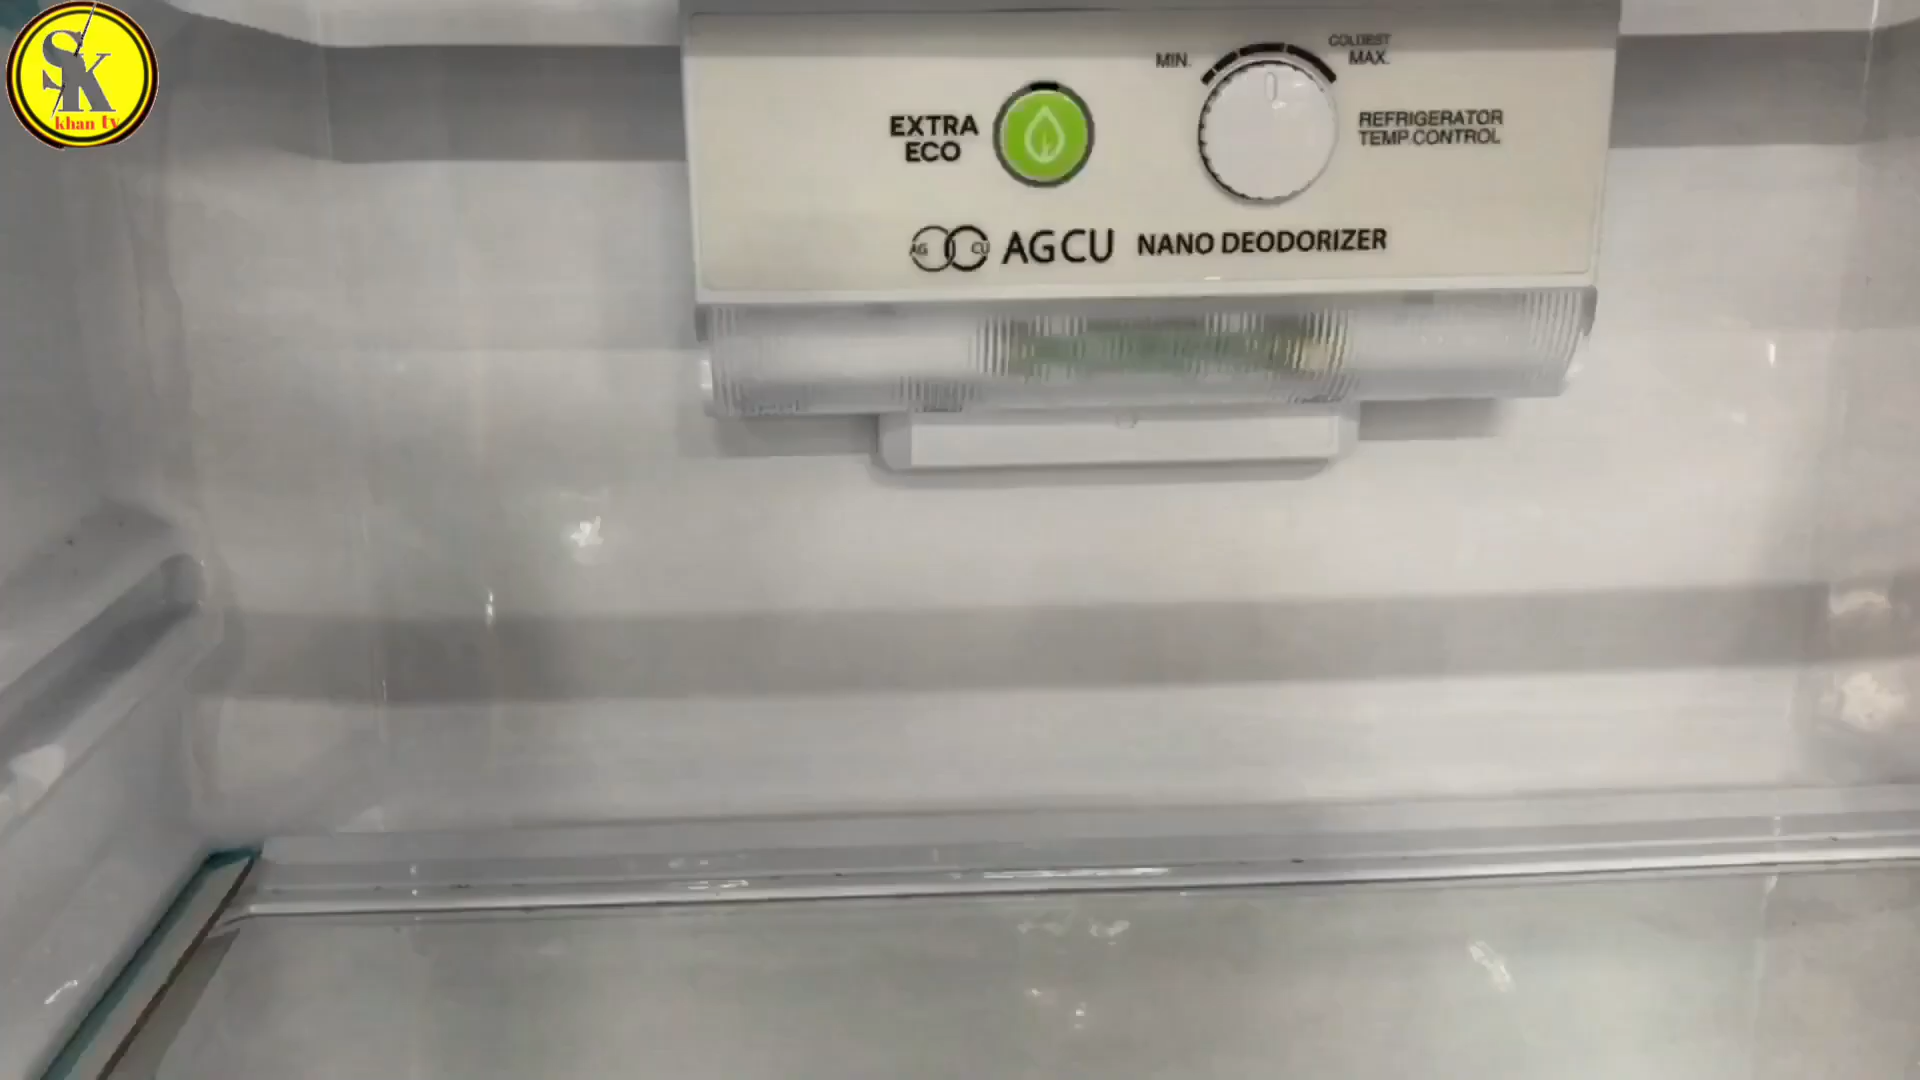 SK
khan tv
MIN.
COLDEST
MAX.
EXTRA
ECO
REFRIGERATOR
TEMP.CONTROL
AG CU AGCU NANO DEODORIZER